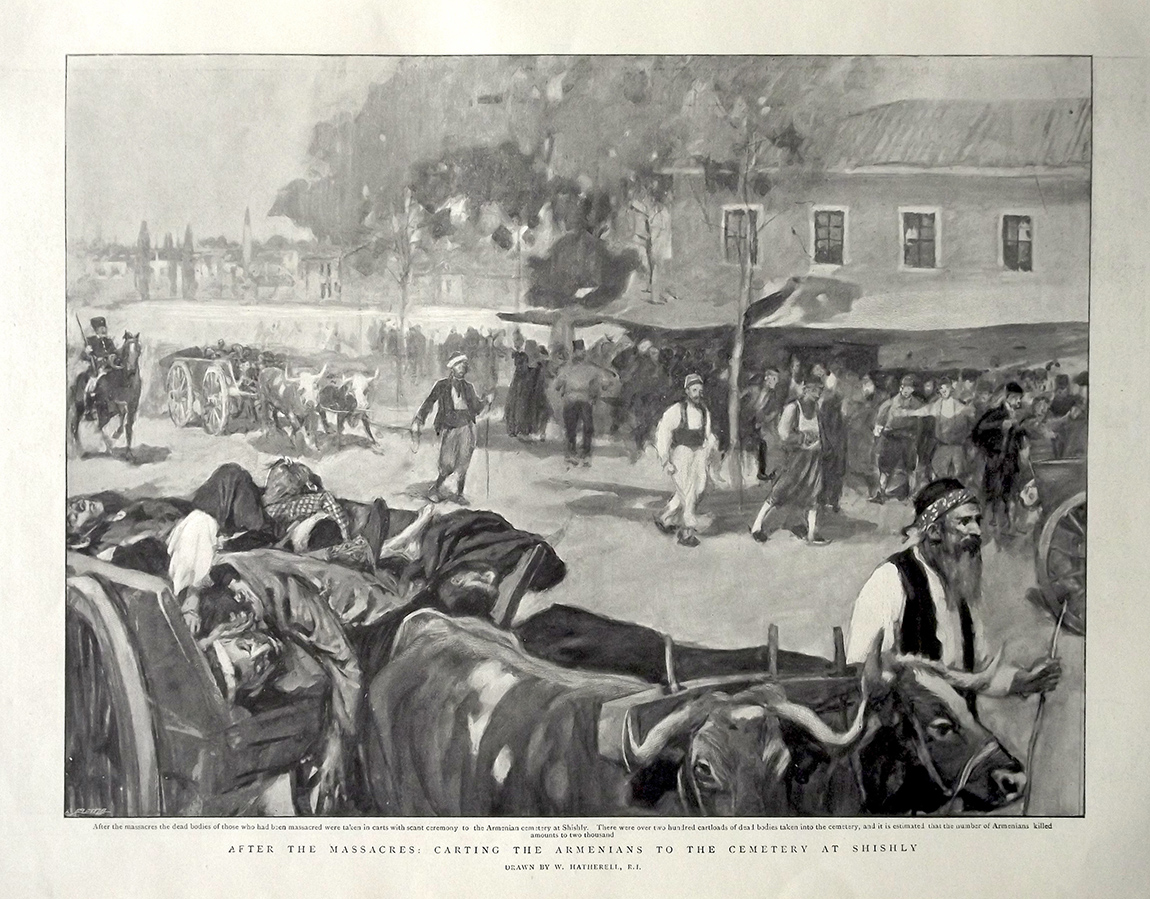 After the massacres the dead bodies of those who had been massacred were taken in carts with scant ceremony to the Armenian cemetery at Shishly. There were over two hundred cartloads of dead bodies taken into the cemetery, and it is estimated that the number of Armenians killed
amounts to two thousand
AFTER THE MASSACRES: CARTING THE ARMENIANS TO THE CEMETERY AT SHISHLY
DRAWN BY W. HATHERELL, R.I.